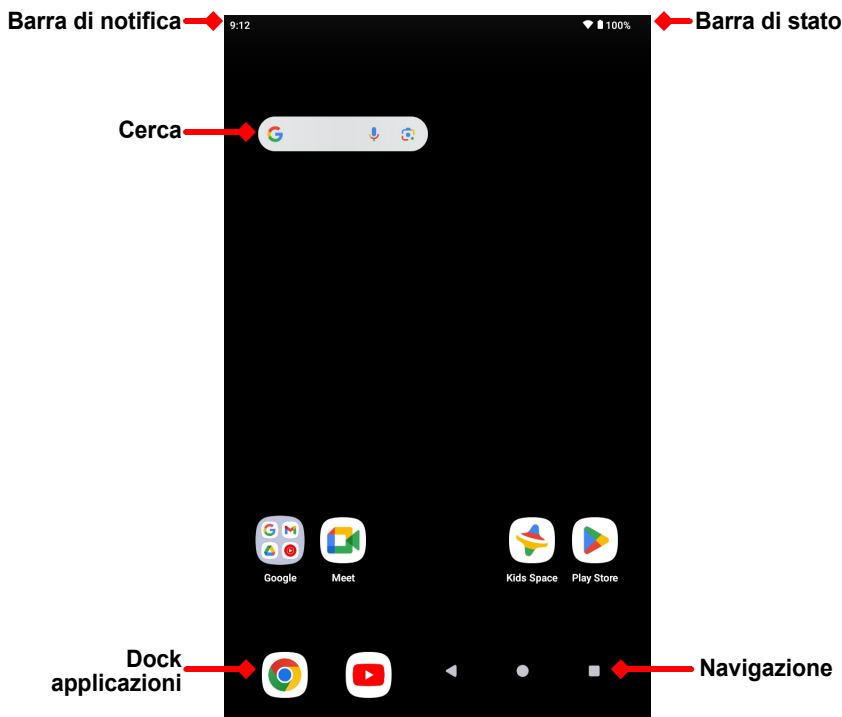 Barra di notifica
9:12
100%
Barra di stato
Cerca
Google
Meet
Kids Space
Play Store
Dock
applicazioni
Navigazione